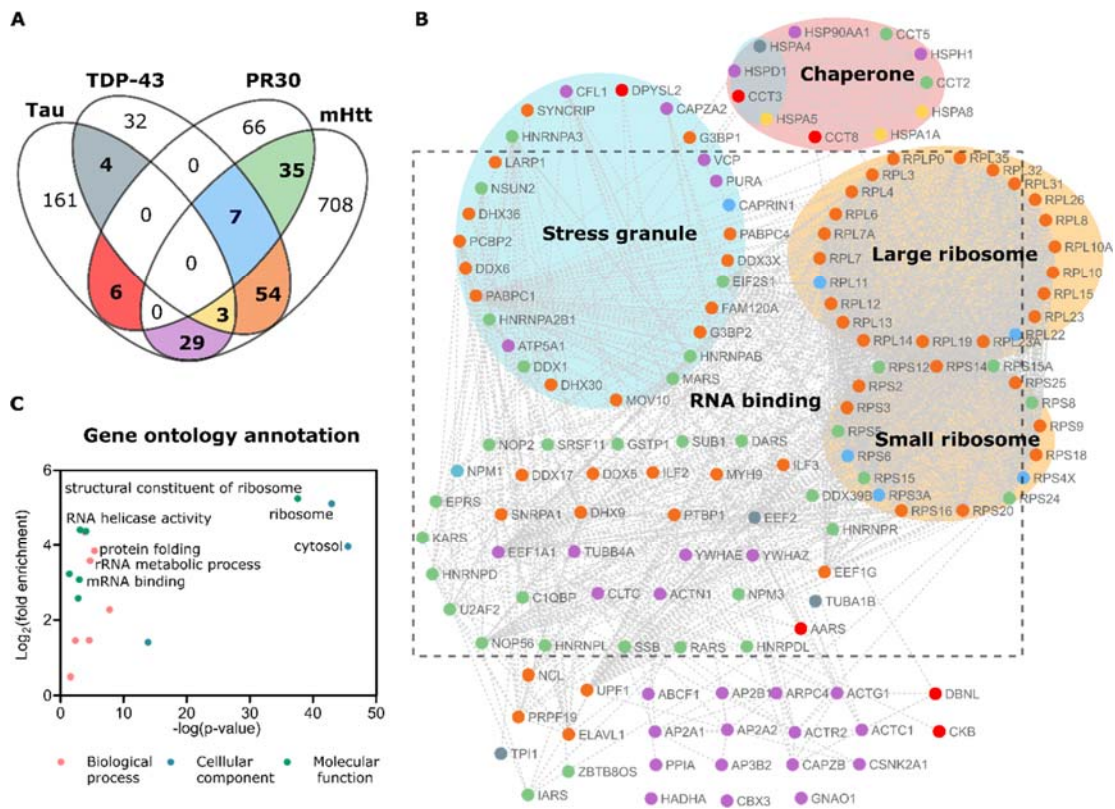 A
TDP-43
PR30
Tau
mHtt
32
66
4
0
35
161
0
7
708
0
6
0
3
54
29
B
HSP90AA1
CCT5
HSPA4
HSPH1
HSPD1
Chaperone
CCT2
CCT3
HSPA8
HSPA5
HSPA1A
CCT8
CFL1
DPYSL2
SYNCRIP
CAPZA2
HNRNPA3
G3BP1
LARP1
VCP
NSUN2
PURA
DHX36
CAPRIN1
Stress granule
PCBP2
PABPC4
DDX6
DDX3X
PABPC1
EIF2S1
HNRNPA2B1
FAM120A
ATP5A1
G3BP2
DDX1
HNRNPAB
DHX30
MARS
MOV10
RPLP0
RPL35
RPL3
RPL32
RPL4
RPL31
RPL6
RPL26
RPL7A
RPL8
Large ribosome
RPL7
RPL10A
RPL11
RPL10
RPL12
RPL15
RPL13
RPL23
RPL14
RPL19
RPL23A
RPL22
RPS12
RPS14
RPS15A
RPS2
RPS25
RPS3
RPS8
RNA binding
RPS5
RPS9
Small ribosome
RPS6
RPS18
RPS15
RPS4X
RPS3A
RPS24
RPS16
RPS20
NOP2
SRSF11
GSTP1
SUB1
DARS
NPM1
DDX17
DDX5
ILF2
MYH9
ILF3
EPRS
DDX39B
SNRPA1
DHX9
PTBP1
EEF2
KARS
HNRNPR
EEF1A1
TUBB4A
YWHAE
YWHAZ
HNRNPD
EEF1G
U2AF2
C1QBP
CLTC
ACTN1
NPM3
TUBA1B
AARS
NOP56
HNRNPL
SSB
RARS
HNRPDL
NCL
UPF1
ABCF1
AP2B1
ARPC4
ACTG1
DBNL
PRPF19
ELAVL1
AP2A1
AP2A2
ACTR2
ACTC1
CKB
TPI1
ZBTB8OS
PPIA
AP3B2
CAPZB
CSNK2A1
IARS
HADHA
CBX3
GNAO1
C
Gene ontology annotation
Log2(fold enrichment)
6
4
2
0
structural constituent of ribosome
ribosome
RNA helicase activity
cytosol
protein folding
rRNA metabolic process
mRNA binding
0 10 20 30 40 50
-log(p-value)
Biological process
Celllular component
Molecular function